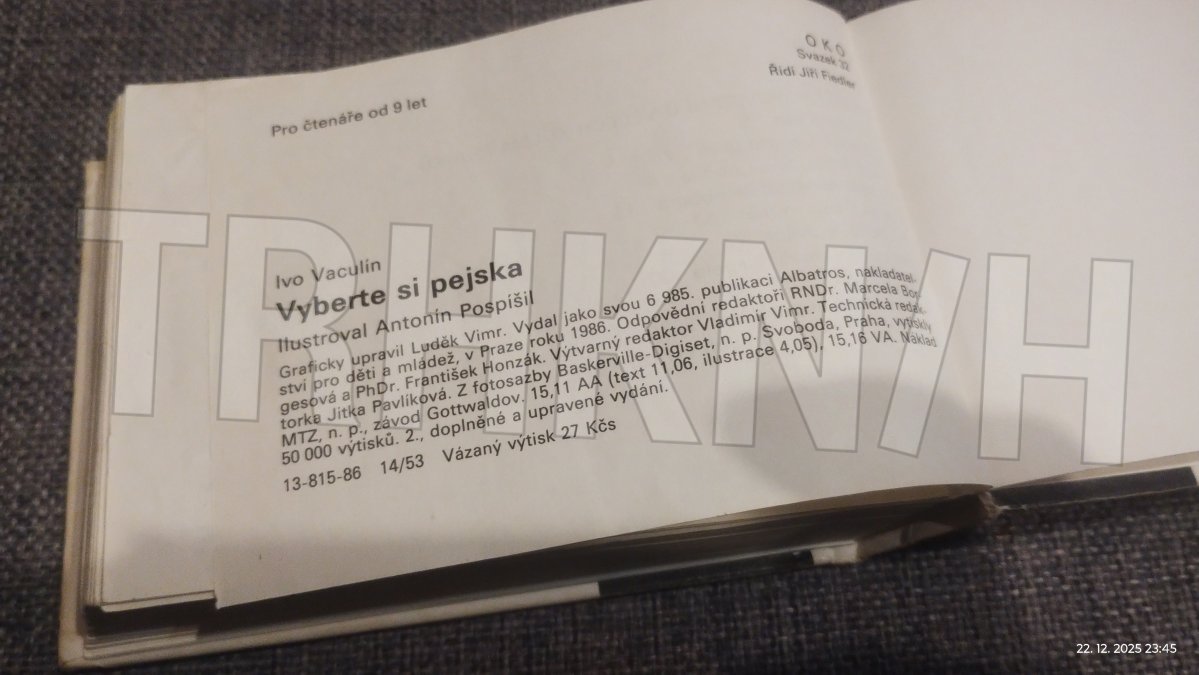 O K O
Svazek 32
Řídí Jiří Fiedler
Pro čtenáře od 9 let
Ivo Vaculín
Vyberte si pejska
Ilustroval Antonín Pospíšil
Graficky upravil Luděk Vimr. Vydal jako svou 6 985. publikaci Albatros, nakladatel-
ství pro děti a mládež, v Praze roku 1986. Odpovědní redaktoři RNDr. Marcela Bor-
gesová a PhDr. František Honzák. Výtvarný redaktor Vladimír Vimr. Technická redak-
torka Jitka Pavlíková. Z fotosazby Baskerville-Digiset, n. p. Svoboda, Praha, vytiskly
MTZ, n. p., závod Gottwaldov. 15,11 AA (text 11,06, ilustrace 4,05), 15,16 VA. Náklad
50 000 výtisků. 2., doplněné a upravené vydání.
13-815-86 14/53 Vázaný výtisk 27 Kčs
TRHKNIH
22. 12. 2025 23:45